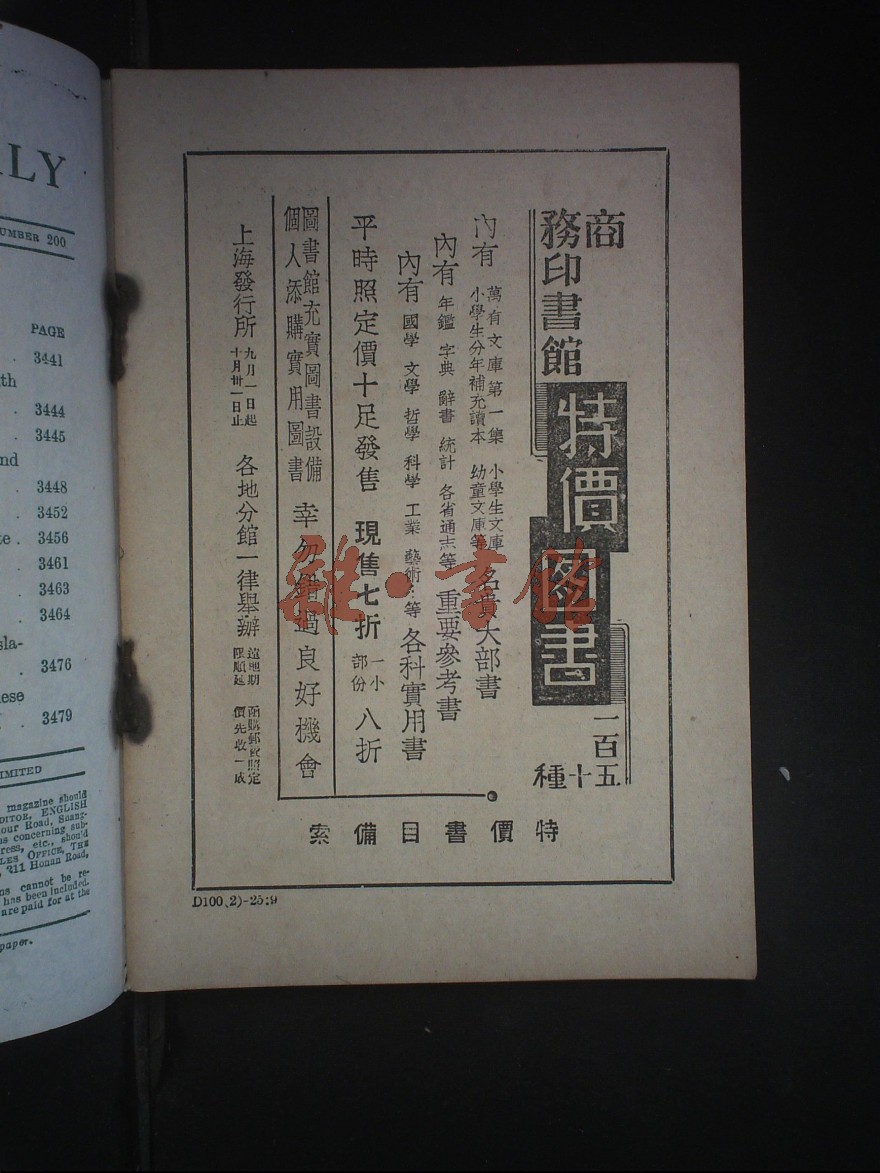 商務印書館
特價圖書
一百五十種
內有 萬有文庫第一集 小學生文庫 小學生分年補充讀本 幼童文庫等 名貴大部書
內有 年鑑 字典 辭書 統計 各省通志等 重要參考書
內有 國學 文學 哲學 科學 工業 藝術…等 各科實用書
平時照定價十足發售 現售七折 一小部份 八折
圖書館充實圖書設備
個人添購實用圖書
幸勿錯過良好機會
上海發行所 九月一日起 十月卅一日止 各地分館一律舉辦 遠照期限順延 函購郵費照定價先收一成
特價書目備索
D100(2)-25:9
雜·書館
LY
UMBER 200
PAGE
3441
th
3444
3445
nd
3448
3452
te . 3456
3461
3463
3464
sla-
3476
nese
3479
IMITED
magazine should
DITOR, ENGLISH
our Road, Shang-
ns concerning sub-
ress, etc., should
LES OFFICE, THE
211 Honan Road,
ns cannot be re-
has been included.
are paid for at the
paper.